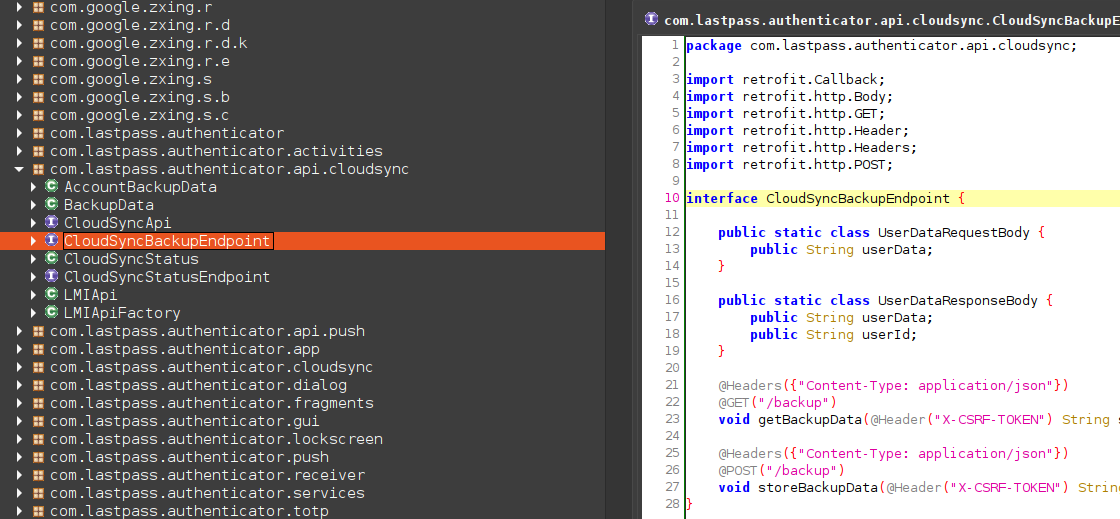 com.google.zxing.r
com.google.zxing.r.d
com.google.zxing.r.d.k
com.google.zxing.r.e
com.google.zxing.s
com.google.zxing.s.b
com.google.zxing.s.c
com.lastpass.authenticator
com.lastpass.authenticator.activities
com.lastpass.authenticator.api.cloudsync
C AccountBackupData
C BackupData
I CloudSyncApi
I CloudSyncBackupEndpoint
C CloudSyncStatus
I CloudSyncStatusEndpoint
C LMIApi
C LMIApiFactory
com.lastpass.authenticator.api.push
com.lastpass.authenticator.app
com.lastpass.authenticator.cloudsync
com.lastpass.authenticator.dialog
com.lastpass.authenticator.fragments
com.lastpass.authenticator.gui
com.lastpass.authenticator.lockscreen
com.lastpass.authenticator.push
com.lastpass.authenticator.receiver
com.lastpass.authenticator.services
com.lastpass.authenticator.totp
I com.lastpass.authenticator.api.cloudsync.CloudSyncBackupE
1 package com.lastpass.authenticator.api.cloudsync;
2
3 import retrofit.Callback;
4 import retrofit.http.Body;
5 import retrofit.http.GET;
6 import retrofit.http.Header;
7 import retrofit.http.Headers;
8 import retrofit.http.POST;
9
10 interface CloudSyncBackupEndpoint {
11
12 public static class UserDataRequestBody {
13 public String userData;
14 }
15
16 public static class UserDataResponseBody {
17 public String userData;
18 public String userId;
19 }
20
21 @Headers({"Content-Type: application/json"})
22 @GET("/backup")
23 void getBackupData(@Header("X-CSRF-TOKEN") String s
24
25 @Headers({"Content-Type: application/json"})
26 @POST("/backup")
27 void storeBackupData(@Header("X-CSRF-TOKEN") Strin
28 }